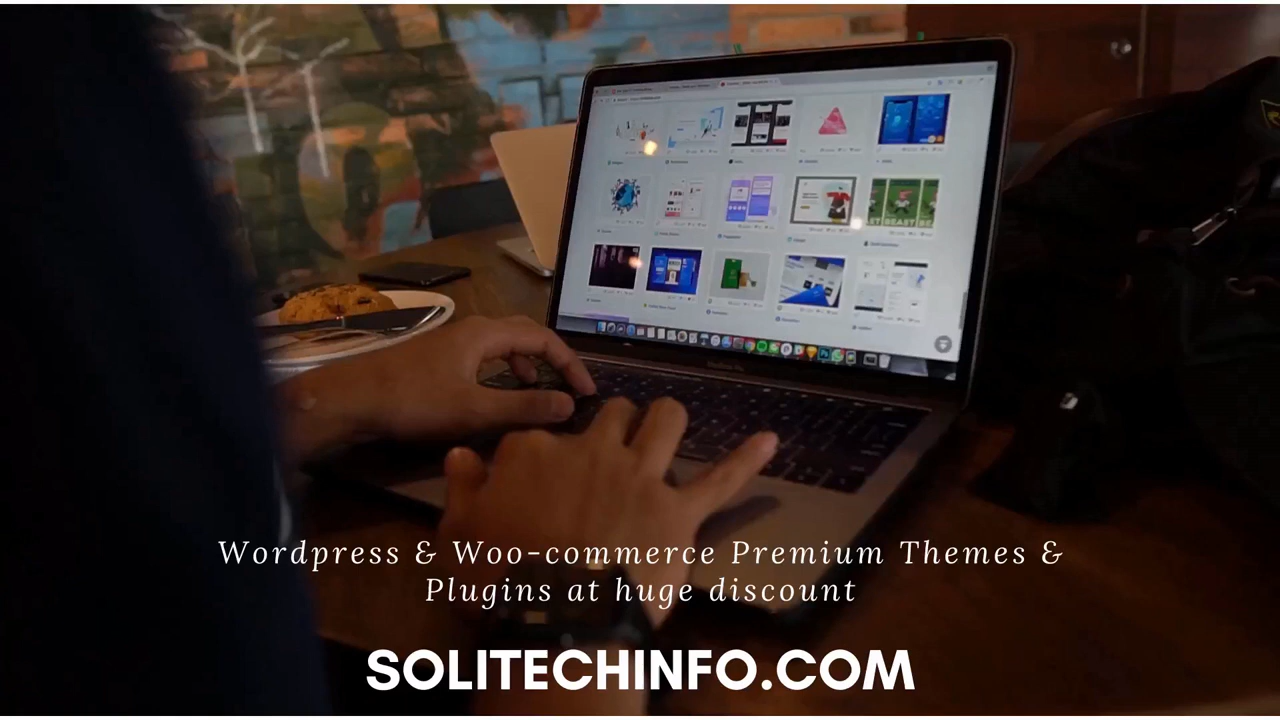 Wordpress & Woo-commerce Premium Themes &
Plugins at huge discount
SOLITECHINFO.COM